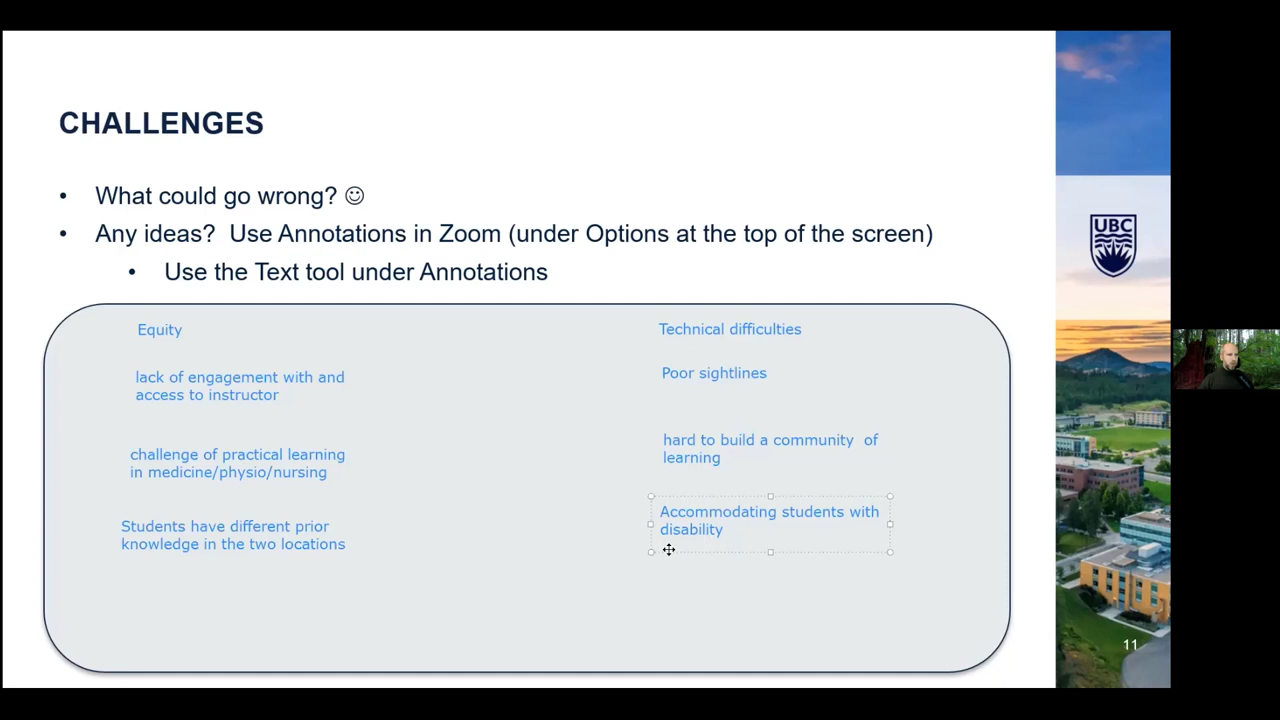 CHALLENGES
• What could go wrong? ☺
• Any ideas?  Use Annotations in Zoom (under Options at the top of the screen)
• Use the Text tool under Annotations
Equity
lack of engagement with and
access to instructor
challenge of practical learning
in medicine/physio/nursing
Students have different prior
knowledge in the two locations
Technical difficulties
Poor sightlines
hard to build a community  of
learning
Accommodating students with
disability
UBC
11